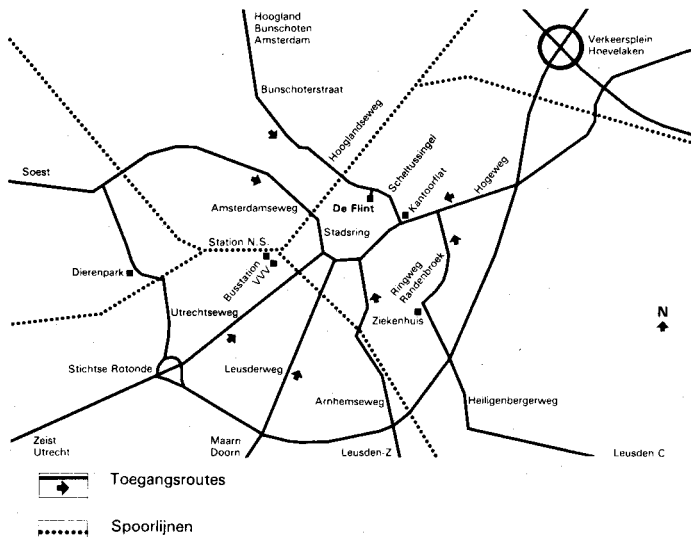 Hoogland
Bunschoten
Amsterdam
Verkeersplein
Hoevelaken
Bunschoterstraat
Hooglandseweg
Scheltussingel
Kantoorflat
Hogeweg
Soest
Amsterdamseweg
De Flint
Stadsring
Station N.S.
Busstation
VVV
Dierenpark
Ringweg
Randenbroek
Ziekenhuis
N
Utrechtseweg
Stichtse Rotonde
Leusderweg
Arnhemseweg
Heiligenbergerweg
Zeist
Utrecht
Maarn
Doorn
Leusden-Z
Leusden C
Toegangsroutes
Spoorlijnen